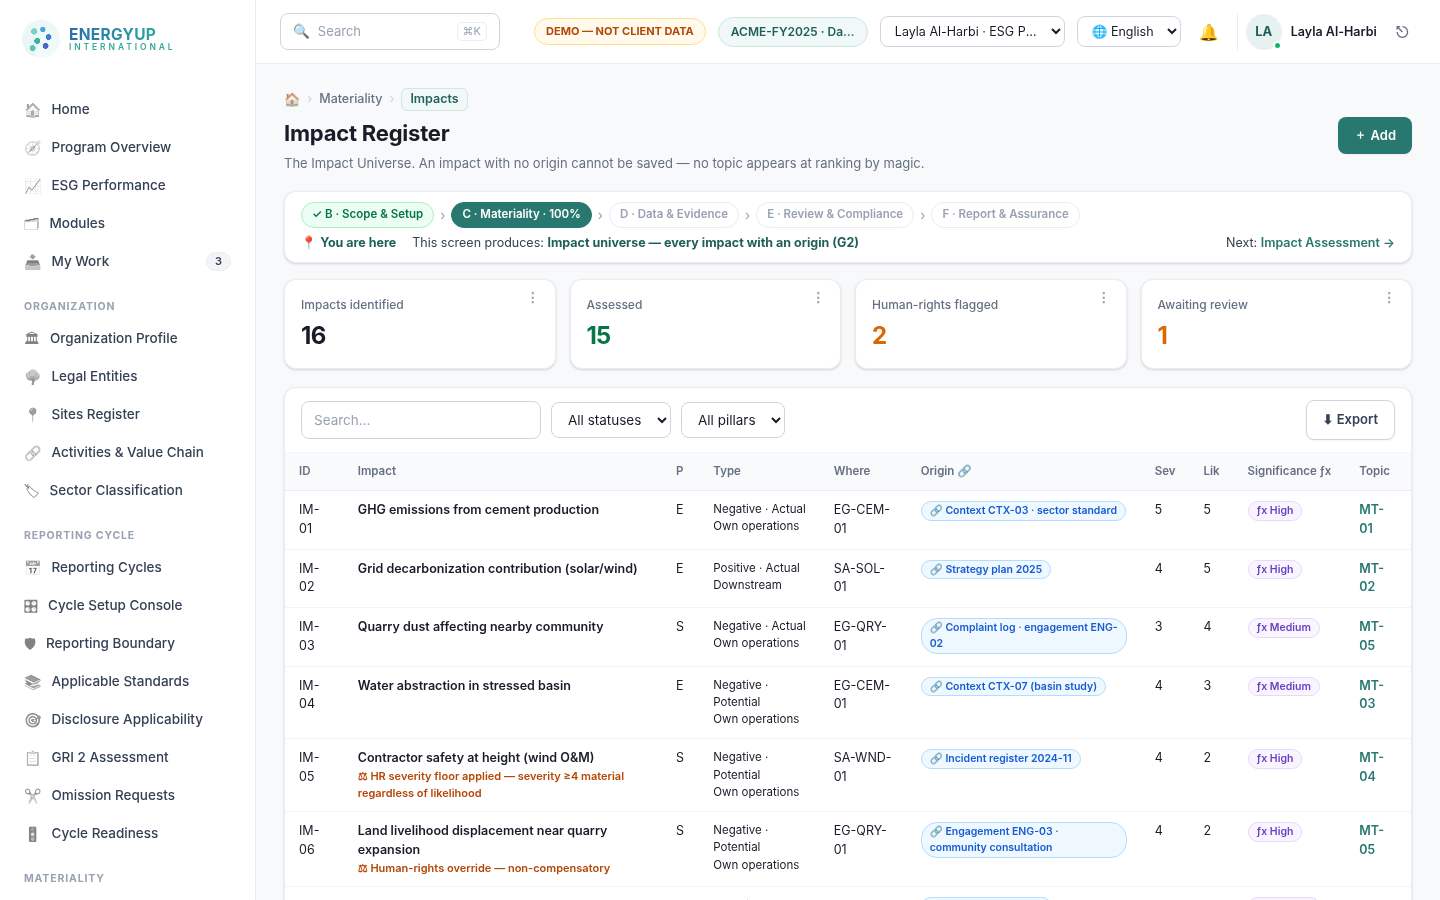 ENERGYUP
INTERNATIONAL
Search
⌘K
DEMO — NOT CLIENT DATA
ACME-FY2025 · Da...
Layla Al-Harbi · ESG P...
English
LA
Layla Al-Harbi
Home
Program Overview
ESG Performance
Modules
My Work
3
ORGANIZATION
Organization Profile
Legal Entities
Sites Register
Activities & Value Chain
Sector Classification
REPORTING CYCLE
Reporting Cycles
Cycle Setup Console
Reporting Boundary
Applicable Standards
Disclosure Applicability
GRI 2 Assessment
Omission Requests
Cycle Readiness
MATERIALITY
› Materiality › Impacts
Impact Register
The Impact Universe. An impact with no origin cannot be saved — no topic appears at ranking by magic.
+ Add
✓ B · Scope & Setup › C · Materiality · 100% › D · Data & Evidence › E · Review & Compliance › F · Report & Assurance
You are here This screen produces: Impact universe — every impact with an origin (G2)
Next: Impact Assessment →
Impacts identified
16
Assessed
15
Human-rights flagged
2
Awaiting review
1
Search...
All statuses
All pillars
⬇ Export
ID Impact P Type Where Origin Sev Lik Significance ƒx Topic
IM-01 GHG emissions from cement production E Negative · Actual Own operations EG-CEM-01 Context CTX-03 · sector standard 5 5 ƒx High MT-01
IM-02 Grid decarbonization contribution (solar/wind) E Positive · Actual Downstream SA-SOL-01 Strategy plan 2025 4 5 ƒx High MT-02
IM-03 Quarry dust affecting nearby community S Negative · Actual Own operations EG-QRY-01 Complaint log · engagement ENG-02 3 4 ƒx Medium MT-05
IM-04 Water abstraction in stressed basin E Negative · Potential Own operations EG-CEM-01 Context CTX-07 (basin study) 4 3 ƒx Medium MT-03
IM-05 Contractor safety at height (wind O&M) S Negative · Potential Own operations SA-WND-01 Incident register 2024-11 4 2 ƒx High MT-04
⚖ HR severity floor applied — severity ≥4 material regardless of likelihood
IM-06 Land livelihood displacement near quarry expansion S Negative · Potential Own operations EG-QRY-01 Engagement ENG-03 · community consultation 4 2 ƒx High MT-05
⚖ Human-rights override — non-compensatory